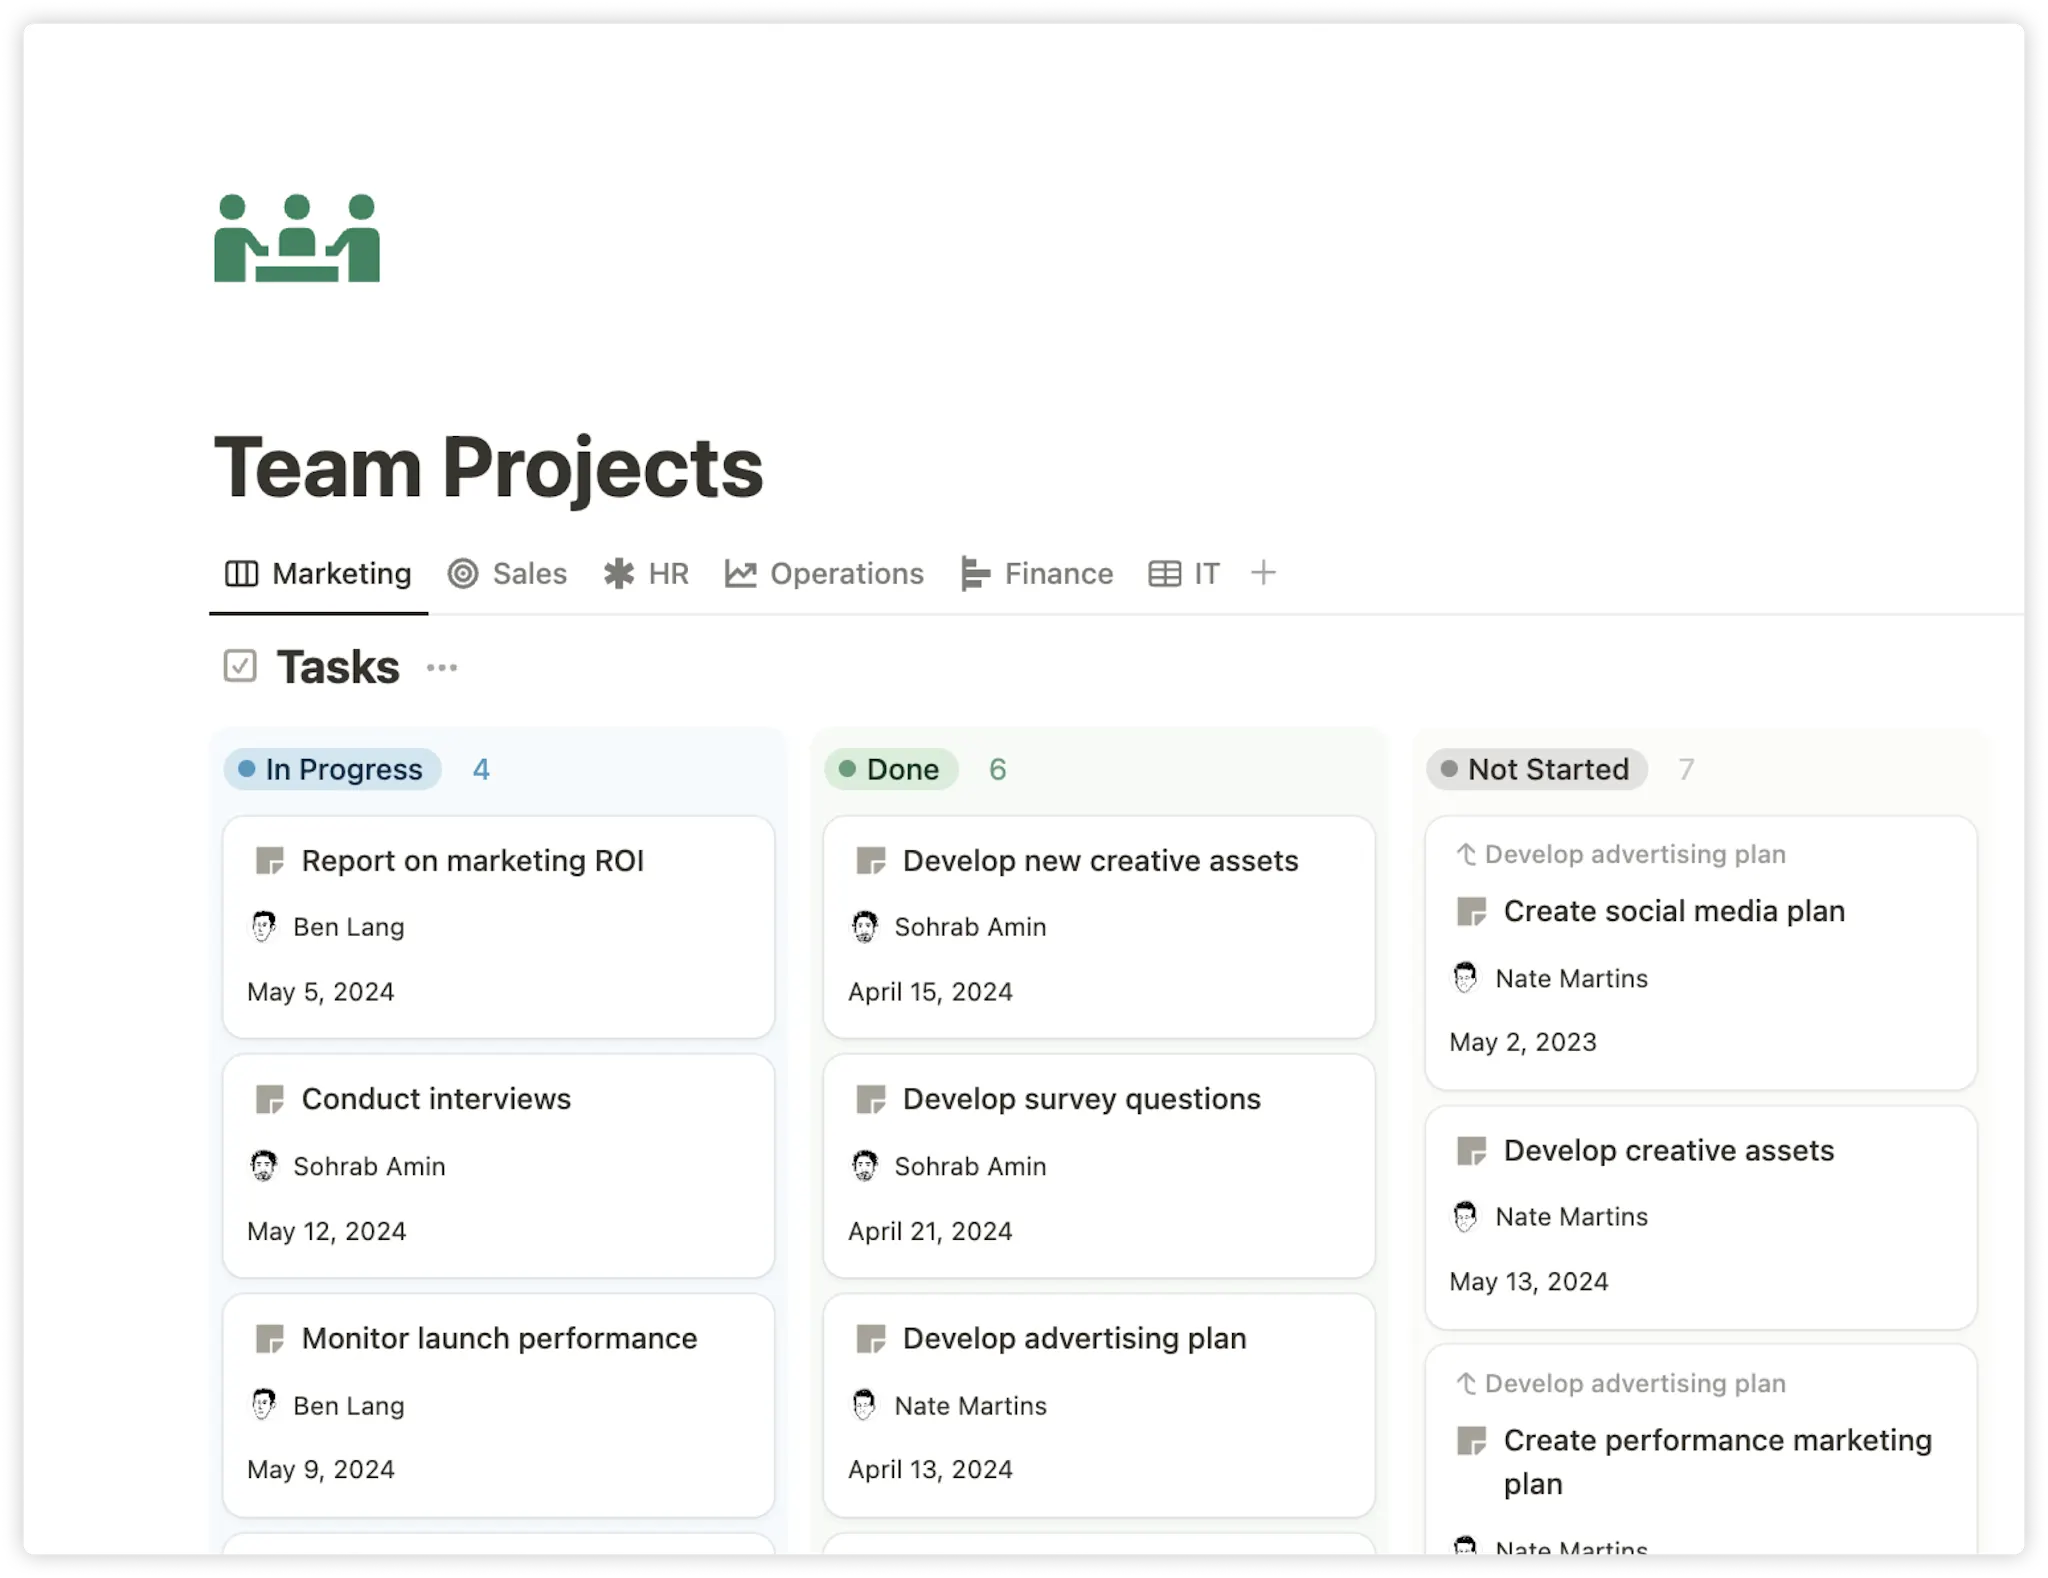 Team Projects
Marketing Sales HR Operations Finance IT
Tasks
In Progress 4
Report on marketing ROI
Ben Lang
May 5, 2024
Conduct interviews
Sohrab Amin
May 12, 2024
Monitor launch performance
Ben Lang
May 9, 2024
Done 6
Develop new creative assets
Sohrab Amin
April 15, 2024
Develop survey questions
Sohrab Amin
April 21, 2024
Develop advertising plan
Nate Martins
April 13, 2024
Not Started 7
Develop advertising plan
Create social media plan
Nate Martins
May 2, 2023
Develop creative assets
Nate Martins
May 13, 2024
Develop advertising plan
Create performance marketing
plan
Nate Martins